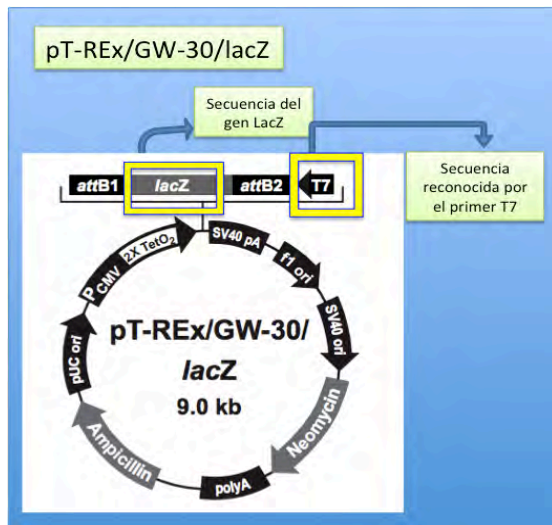 pT-REx/GW-30/lacZ
Secuencia del
gen LacZ
Secuencia
reconocida por
el primer T7
attB1
lacZ
attB2
T7
PCMV
2X TetO2
SV40 pA
f1 ori
SV40 ori
Neomycin
polyA
Ampicillin
pUC ori
pT-REx/GW-30/
lacZ
9.0 kb